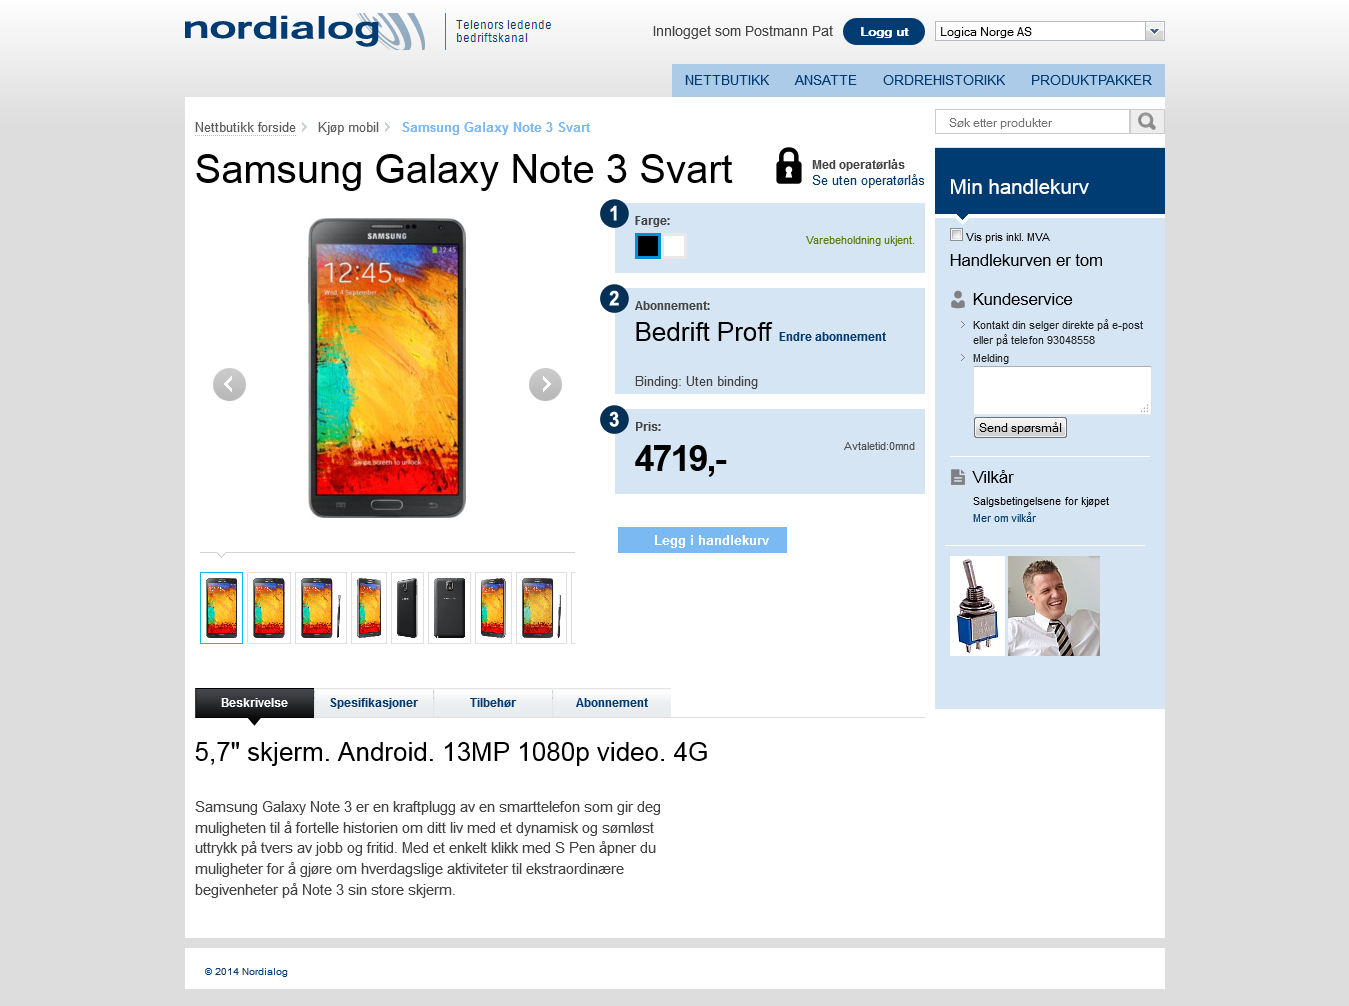 nordialog
Telenors ledende
bedriftskanal
Innlogget som Postmann Pat
Logg ut
Logica Norge AS
NETTBUTIKK ANSATTE ORDREHISTORIKK PRODUKTPAKKER
Nettbutikk forside Kjøp mobil Samsung Galaxy Note 3 Svart
Søk etter produkter
Samsung Galaxy Note 3 Svart
Med operatørlås
Se uten operatørlås
SAMSUNG
12:45
12:45
Wed, 4 September
Swipe screen to unlock
1
Farge:
Varebeholdning ukjent.
2
Abonnement:
Bedrift Proff Endre abonnement
Binding: Uten binding
3
Pris:
4719,-
Avtaletid:0mnd
Legg i handlekurv
Min handlekurv
Vis pris inkl. MVA
Handlekurven er tom
Kundeservice
Kontakt din selger direkte på e-post
eller på telefon 93048558
Melding
Send spørsmål
Vilkår
Salgsbetingelsene for kjøpet
Mer om vilkår
Beskrivelse Spesifikasjoner Tilbehør Abonnement
5,7" skjerm. Android. 13MP 1080p video. 4G
Samsung Galaxy Note 3 er en kraftplugg av en smarttelefon som gir deg
muligheten til å fortelle historien om ditt liv med et dynamisk og sømløst
uttrykk på tvers av jobb og fritid. Med et enkelt klikk med S Pen åpner du
muligheter for å gjøre om hverdagslige aktiviteter til ekstraordinære
begivenheter på Note 3 sin store skjerm.
© 2014 Nordialog